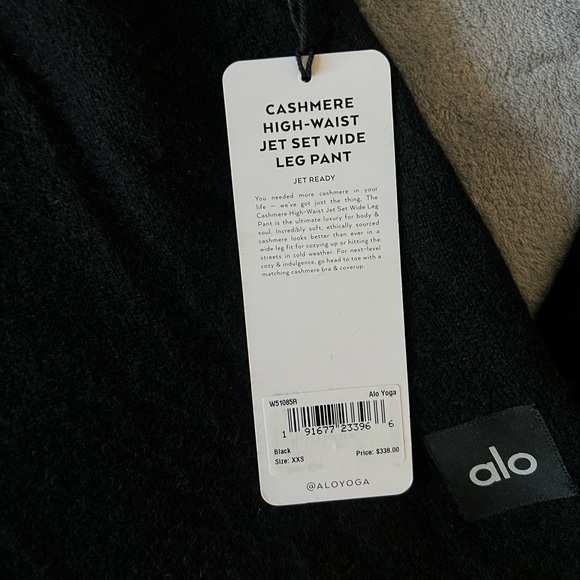 CASHMERE
HIGH-WAIST
JET SET WIDE
LEG PANT
JET READY
You needed more cashmere in your
life — we've got just the thing. The
Cashmere High-Waist Jet Set Wide Leg
Pant is the ultimate luxury for body &
soul. Incredibly soft, ethically sourced
cashmere looks better than ever in a
wide leg fit for cozying up or hitting the
streets in cold weather. For next-level
cozy & indulgence, go head to toe with a
matching cashmere bra & coverup.
W51085R Alo Yoga
1 91677 23396 6
Black
Size: XXS Price: $338.00
@ALOYOGA
alo